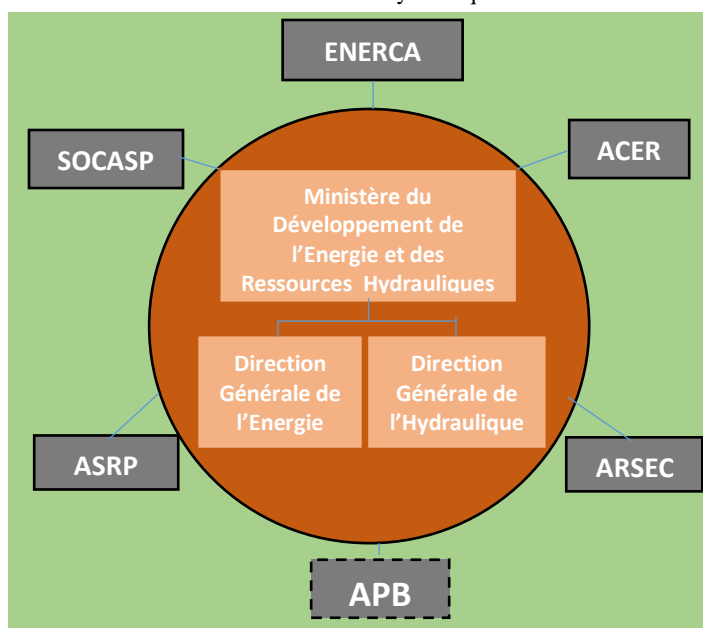 ENERCA
SOCASP
ACER
Ministère du
Développement de
l'Energie et des
Ressources Hydrauliques
Direction
Générale de
l'Energie
Direction
Générale de
l'Hydraulique
ASRP
ARSEC
APB